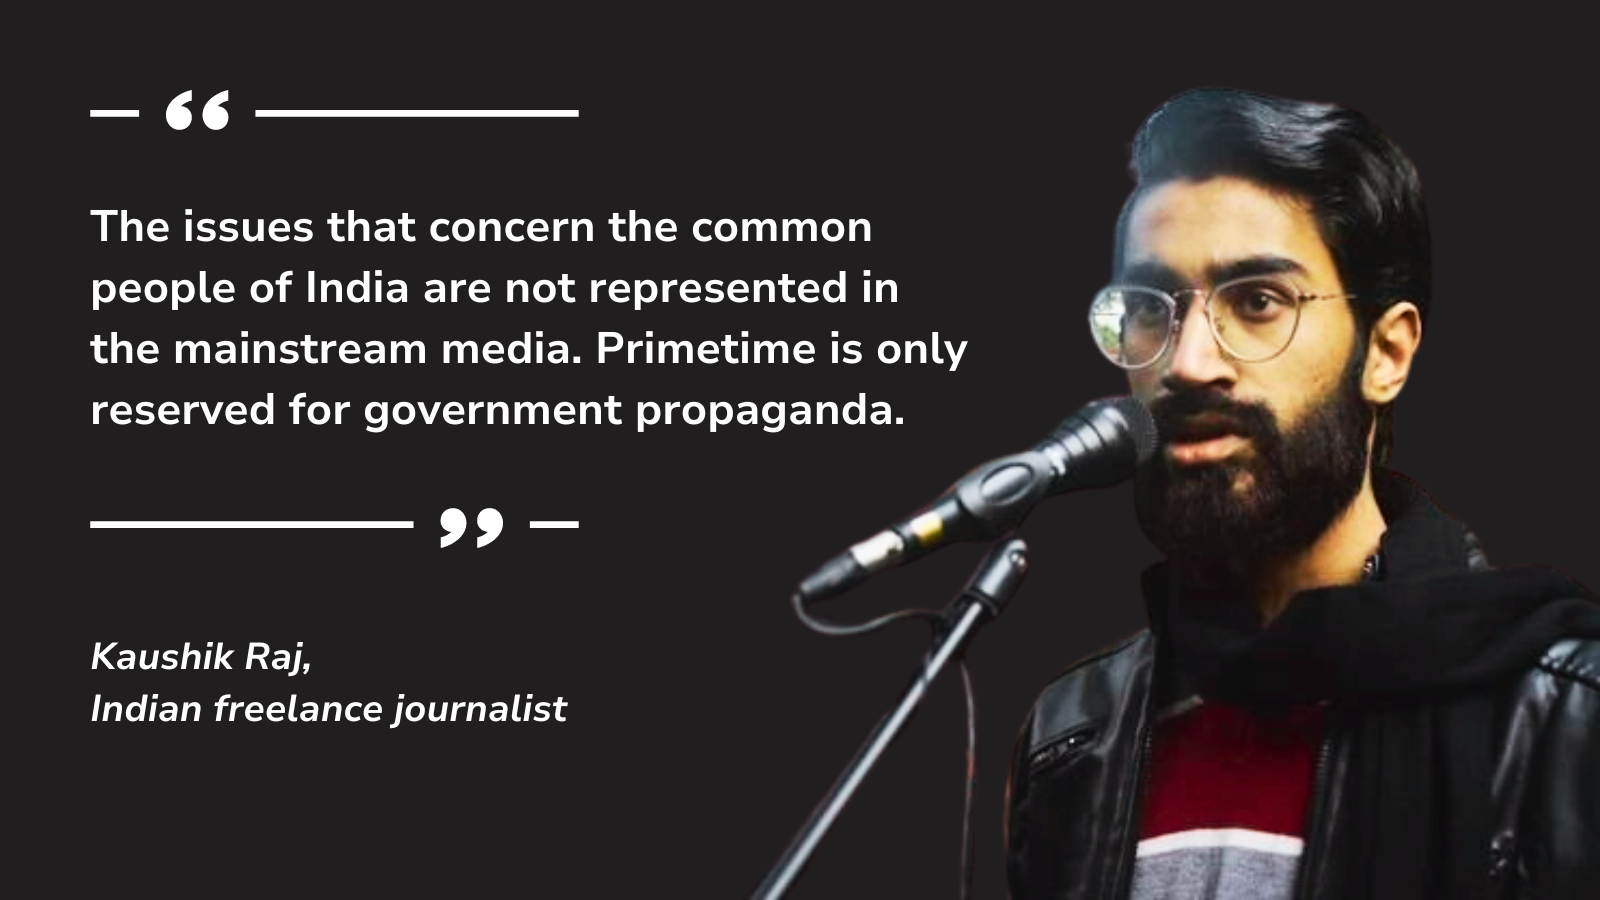 “
The issues that concern the common
people of India are not represented in
the mainstream media. Primetime is only
reserved for government propaganda.
”
Kaushik Raj,
Indian freelance journalist